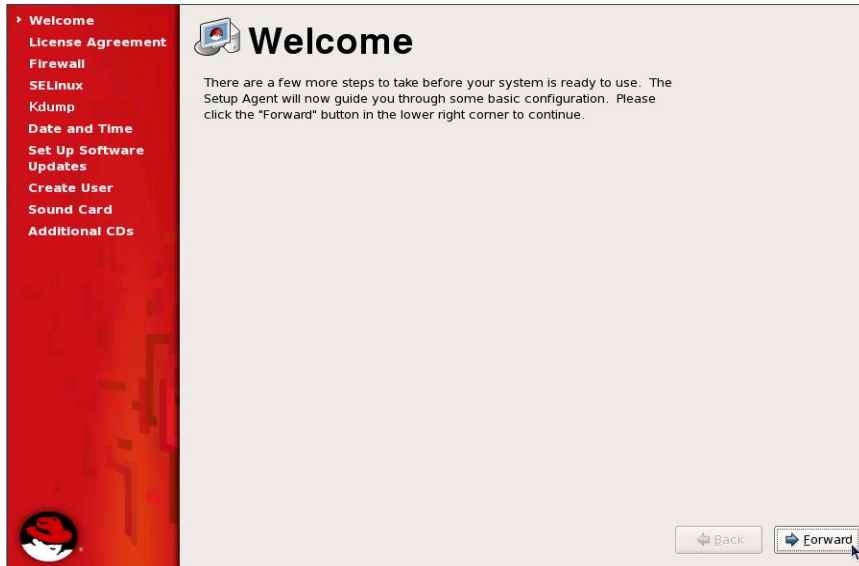 Welcome
License Agreement
Firewall
SELinux
Kdump
Date and Time
Set Up Software
Updates
Create User
Sound Card
Additional CDs
Welcome
There are a few more steps to take before your system is ready to use. The
Setup Agent will now guide you through some basic configuration. Please
click the "Forward" button in the lower right corner to continue.
Back
Forward